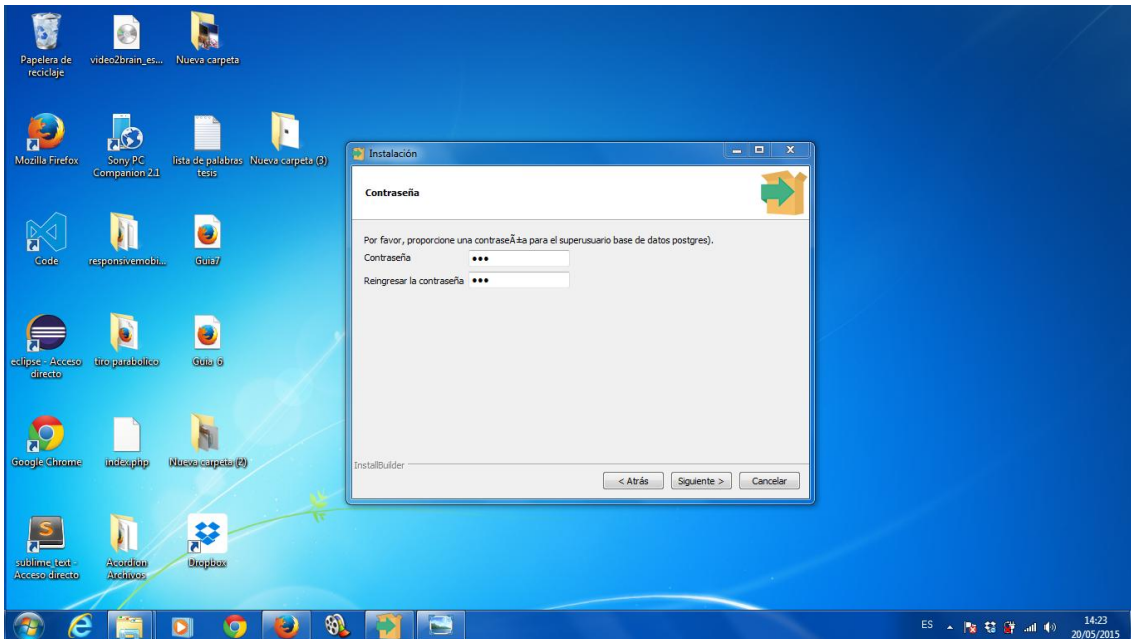 Papelera de
reciclaje
video2brain_es...
Nueva carpeta
Mozilla Firefox
Sony PC
Companion 2.1
lista de palabras
tesis
Nueva carpeta (3)
Code
responsivemobi...
Guia7
eclipse - Acceso
directo
tiro parabolico
Guia 6
Google Chrome
index.php
Nueva carpeta (2)
sublime_text -
Acceso directo
Acordion
Archivos
Dropbox
Instalación
Contraseña
Por favor, proporcione una contraseÃ±a para el superusuario base de datos postgres).
Contraseña
Reingresar la contraseña
InstallBuilder
< Atrás
Siguiente >
Cancelar
ES
14:23
20/05/2015